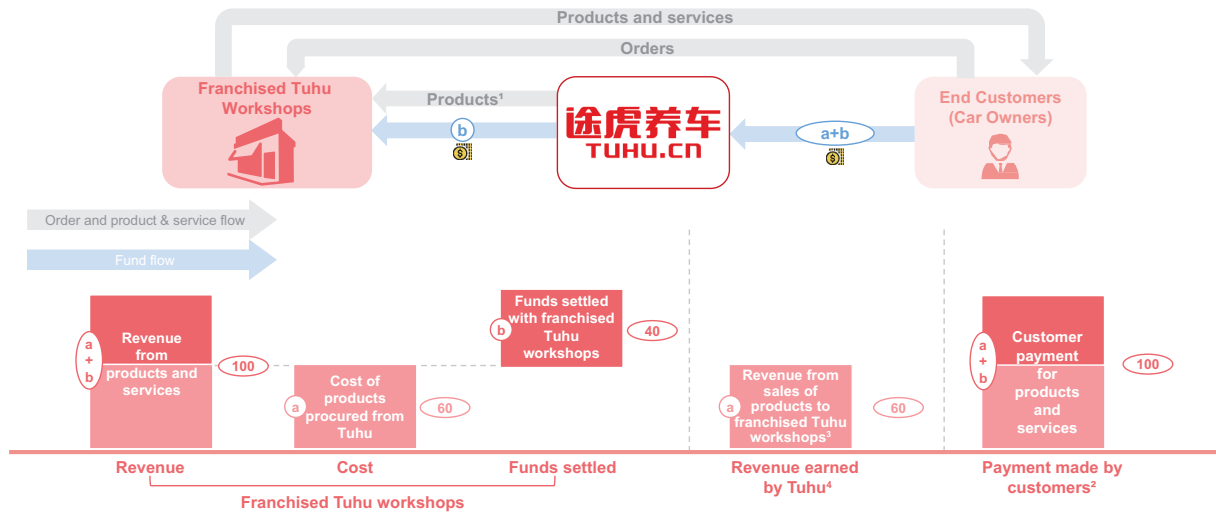 Products and services
Orders
Franchised Tuhu
Workshops
Products¹
b
途虎养车
TUHU.CN
a+b
End Customers
(Car Owners)
Order and product & service flow
Fund flow
a
+
b
Revenue
from
products and
services
100
a
Cost of
products
procured from
Tuhu
60
b
Funds settled
with franchised
Tuhu
workshops
40
a
Revenue from
sales of
products to
franchised Tuhu
workshops³
60
a
+
b
Customer
payment
for
products
and
services
100
Revenue
Cost
Funds settled
Franchised Tuhu workshops
Revenue earned
by Tuhu⁴
Payment made by
customers²